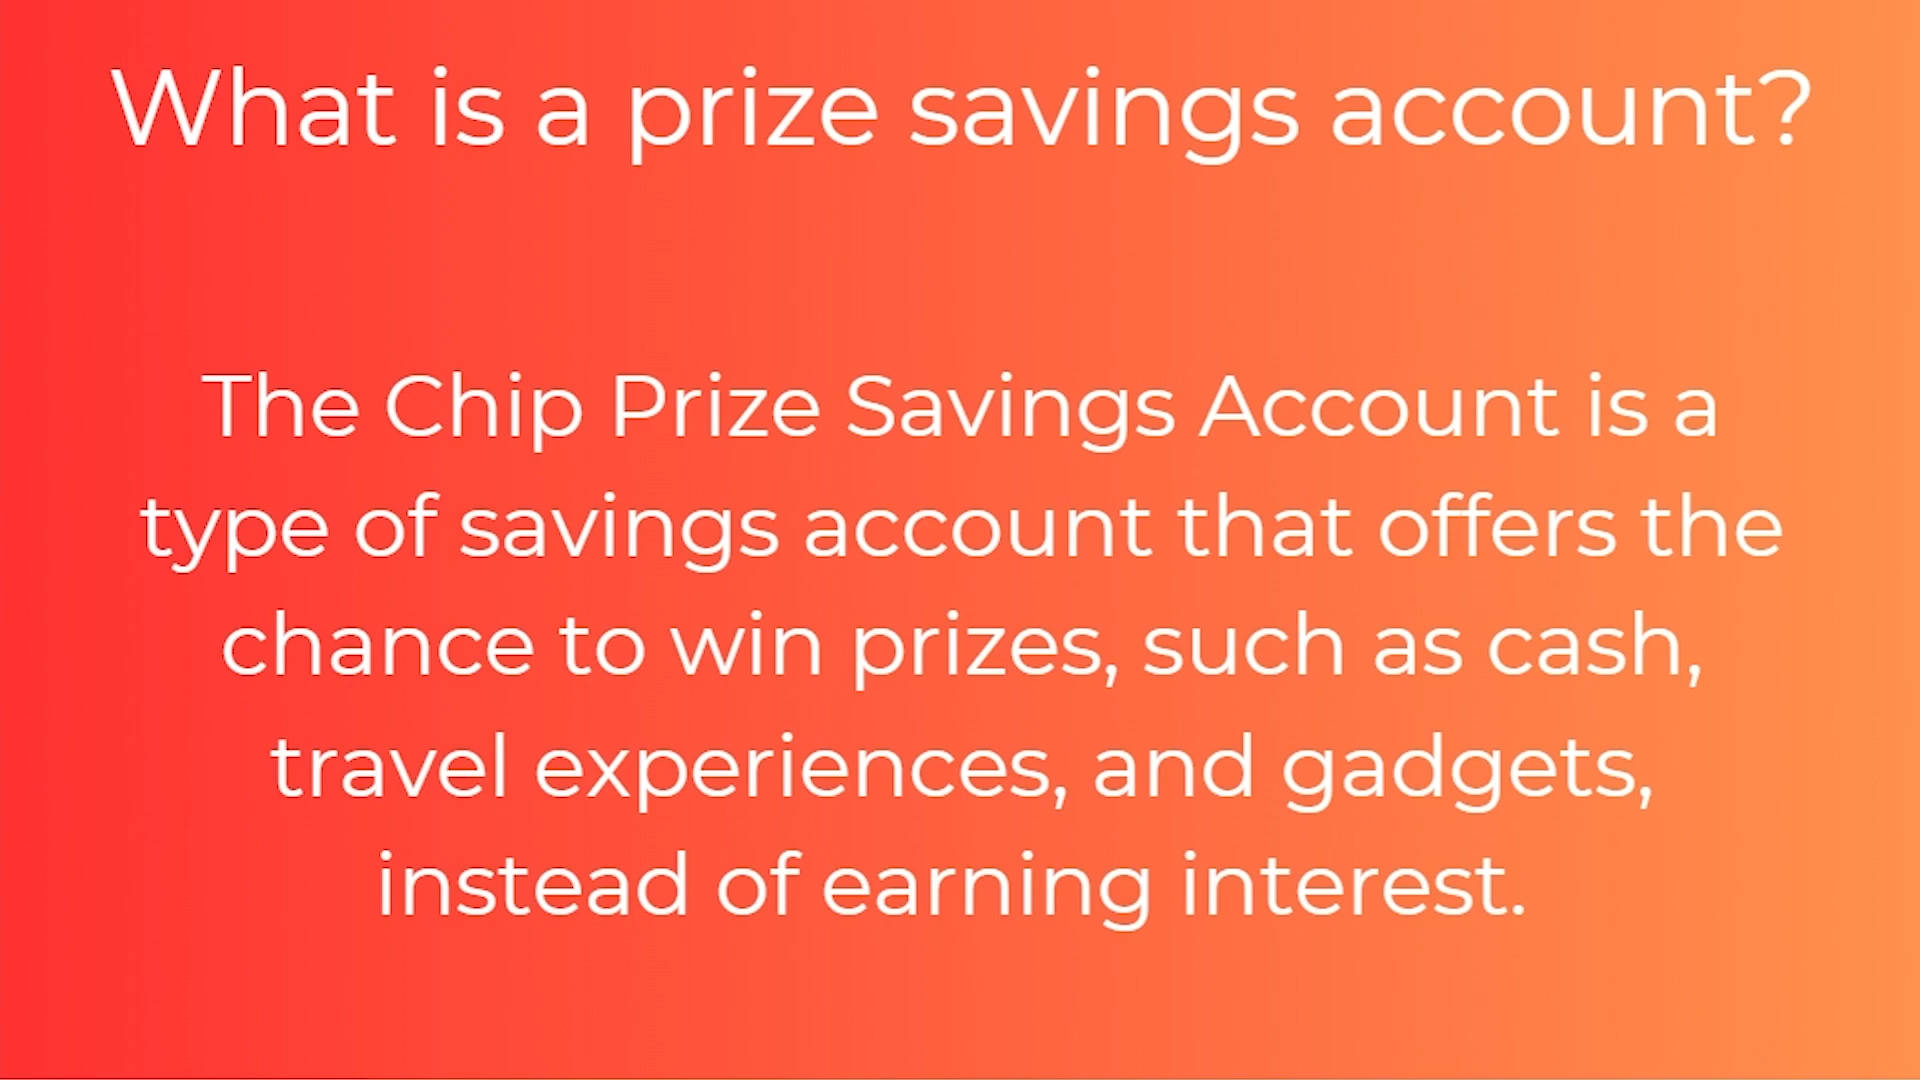 What is a prize savings account?
The Chip Prize Savings Account is a
type of savings account that offers the
chance to win prizes, such as cash,
travel experiences, and gadgets,
instead of earning interest.